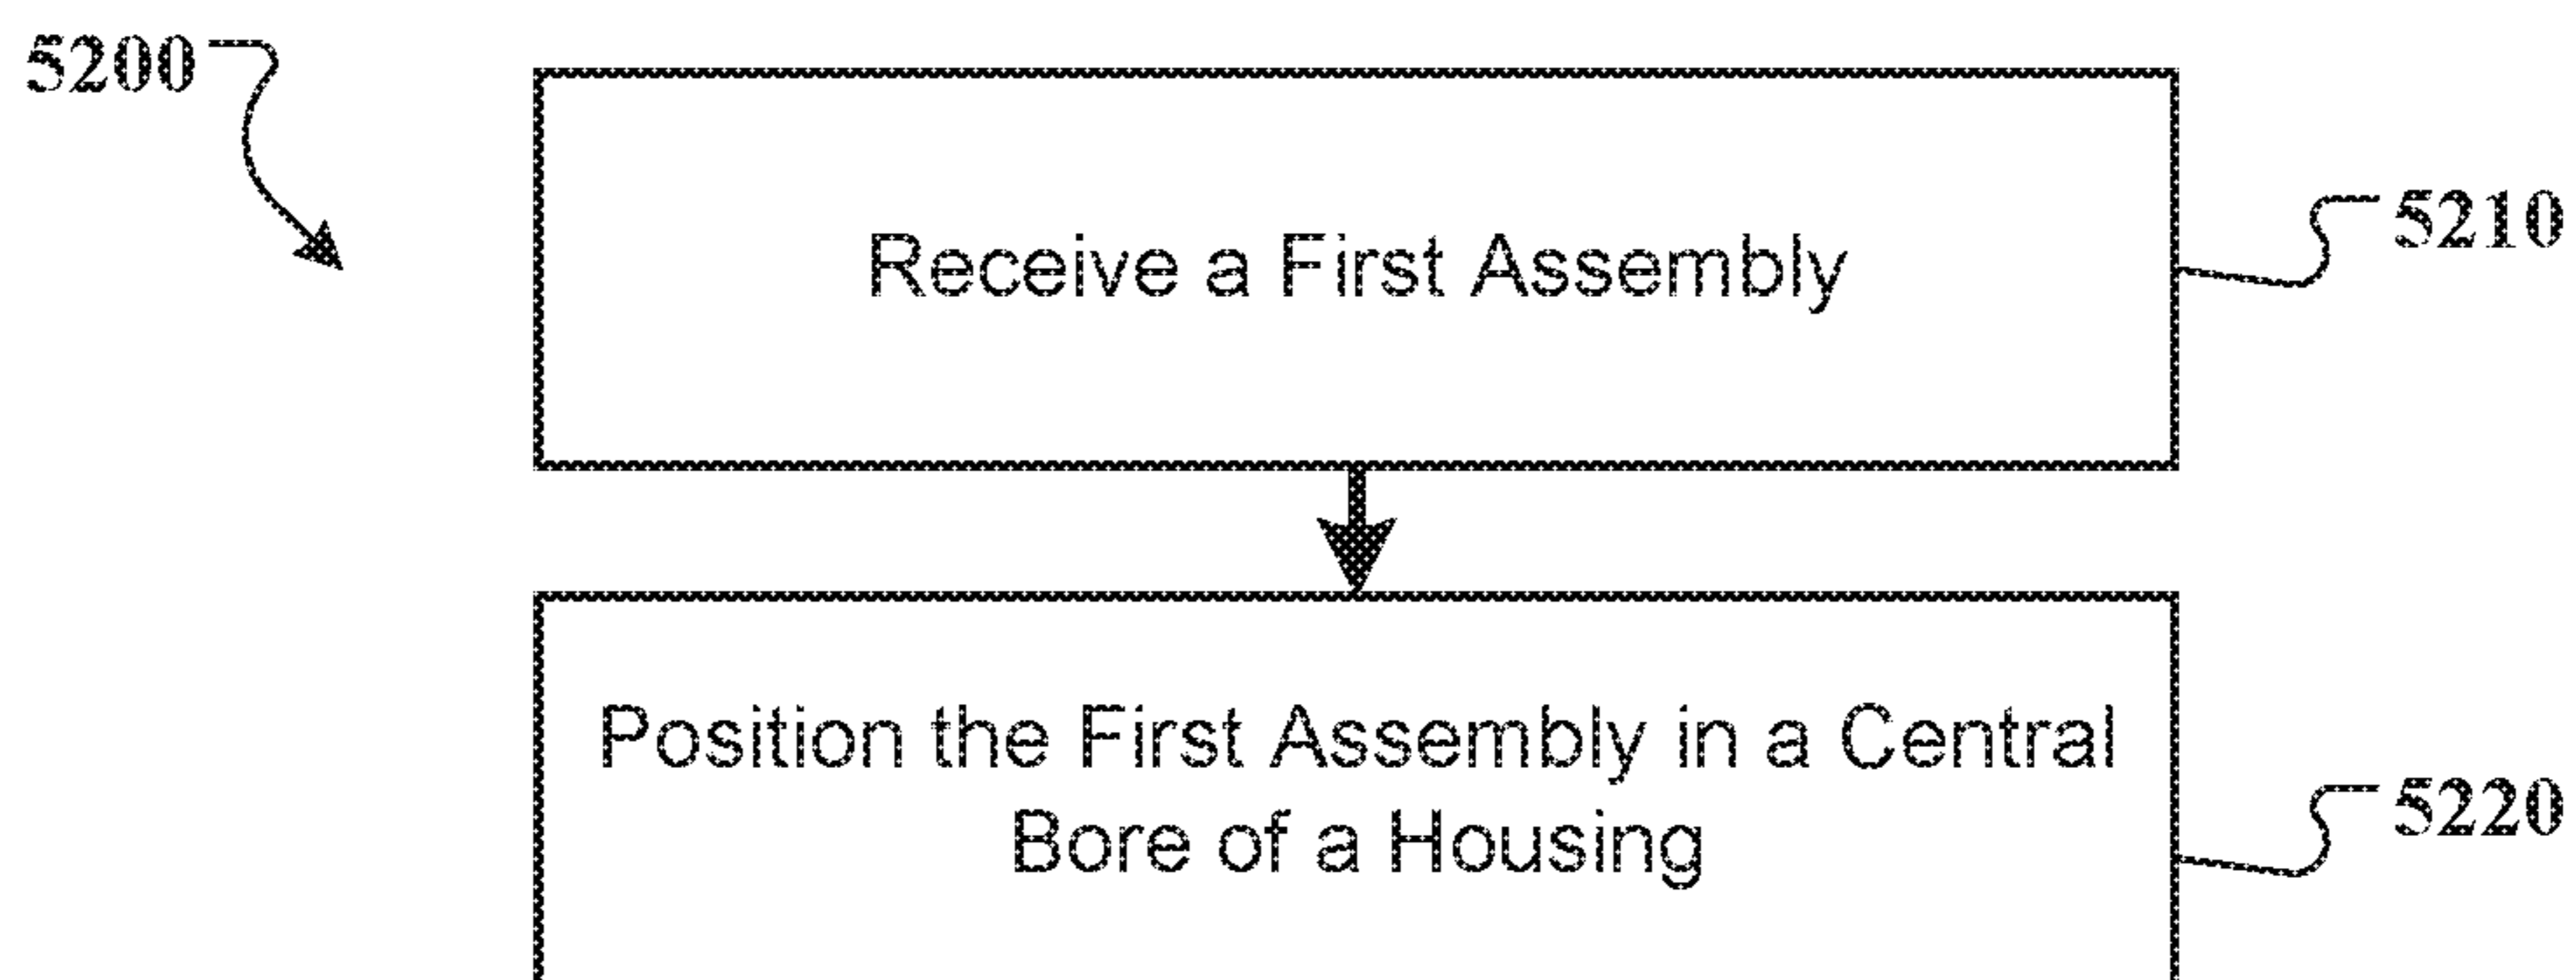 5200
Receive a First Assembly
5210
Position the First Assembly in a Central
Bore of a Housing
5220